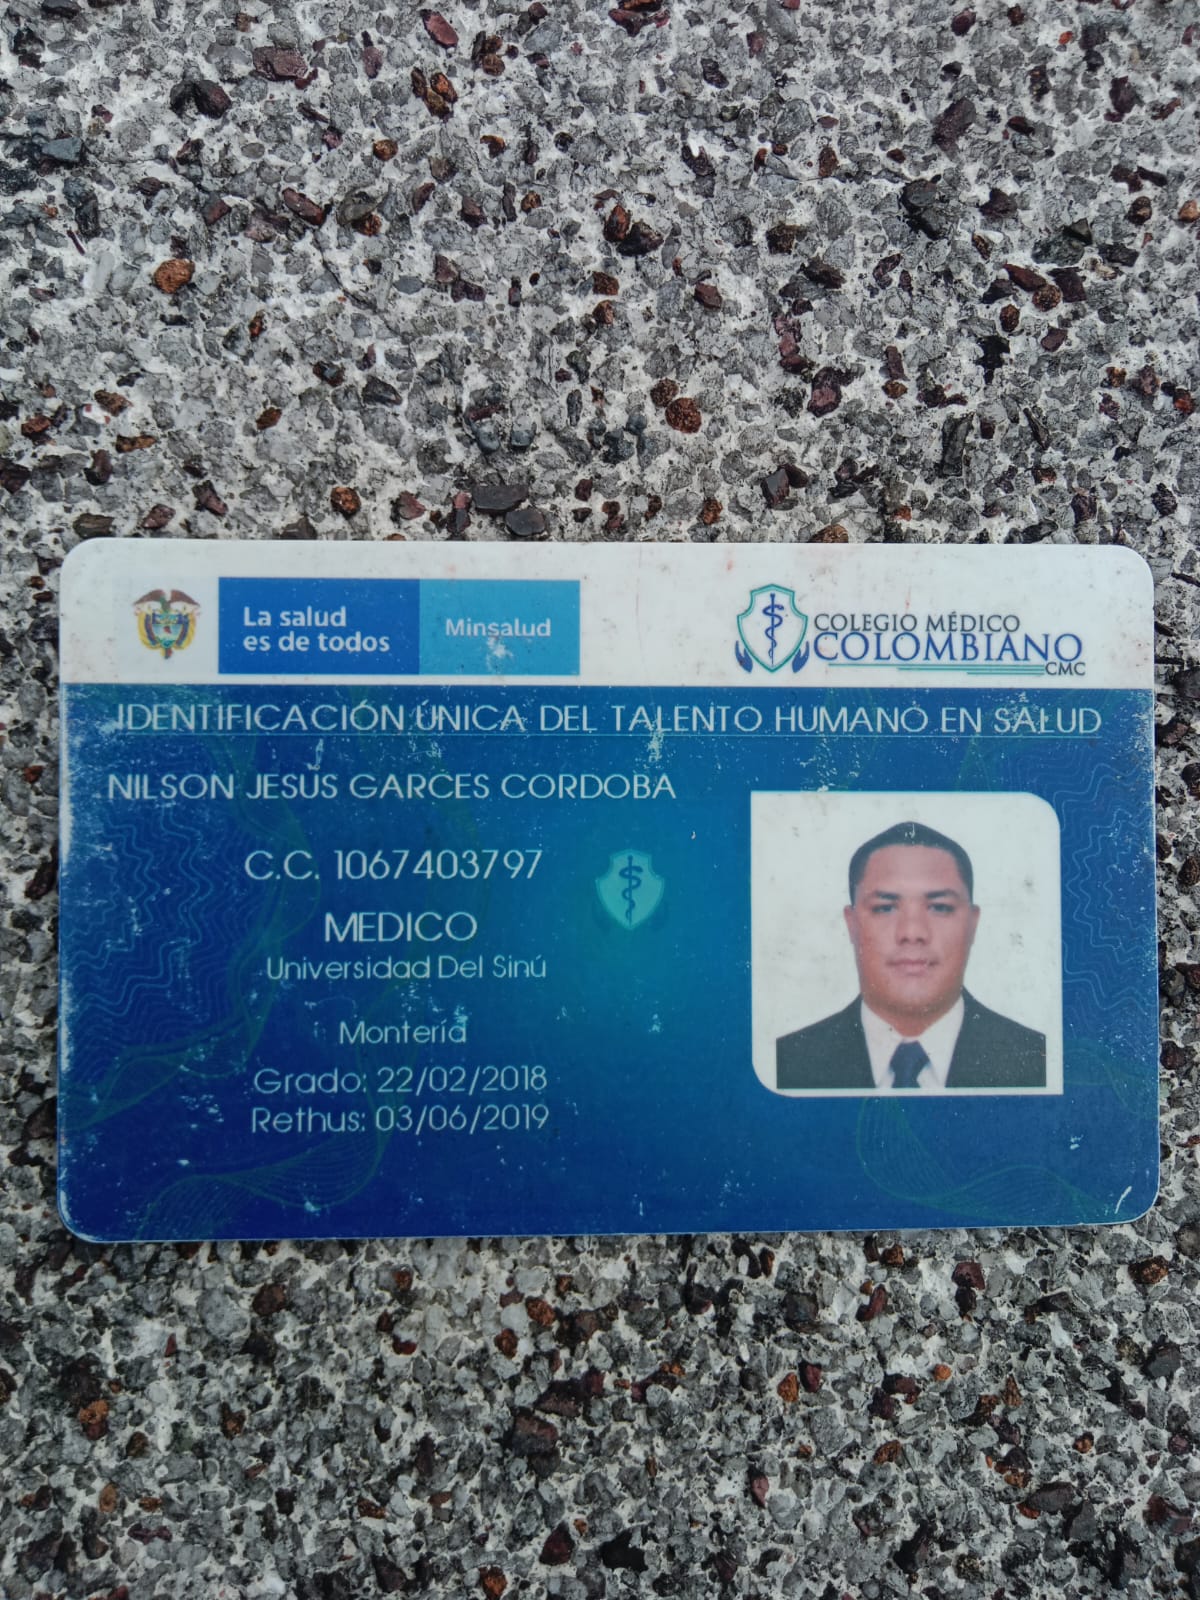 La salud
es de todos
Minsalud
COLEGIO MÉDICO
COLOMBIANO
CMC
IDENTIFICACIÓN ÚNICA DEL TALENTO HUMANO EN SALUD
NILSON JESÚS GARCES CORDOBA
C.C. 1067403797
MEDICO
Universidad Del Sinú
Montería
Grado: 22/02/2018
Rethus: 03/06/2019